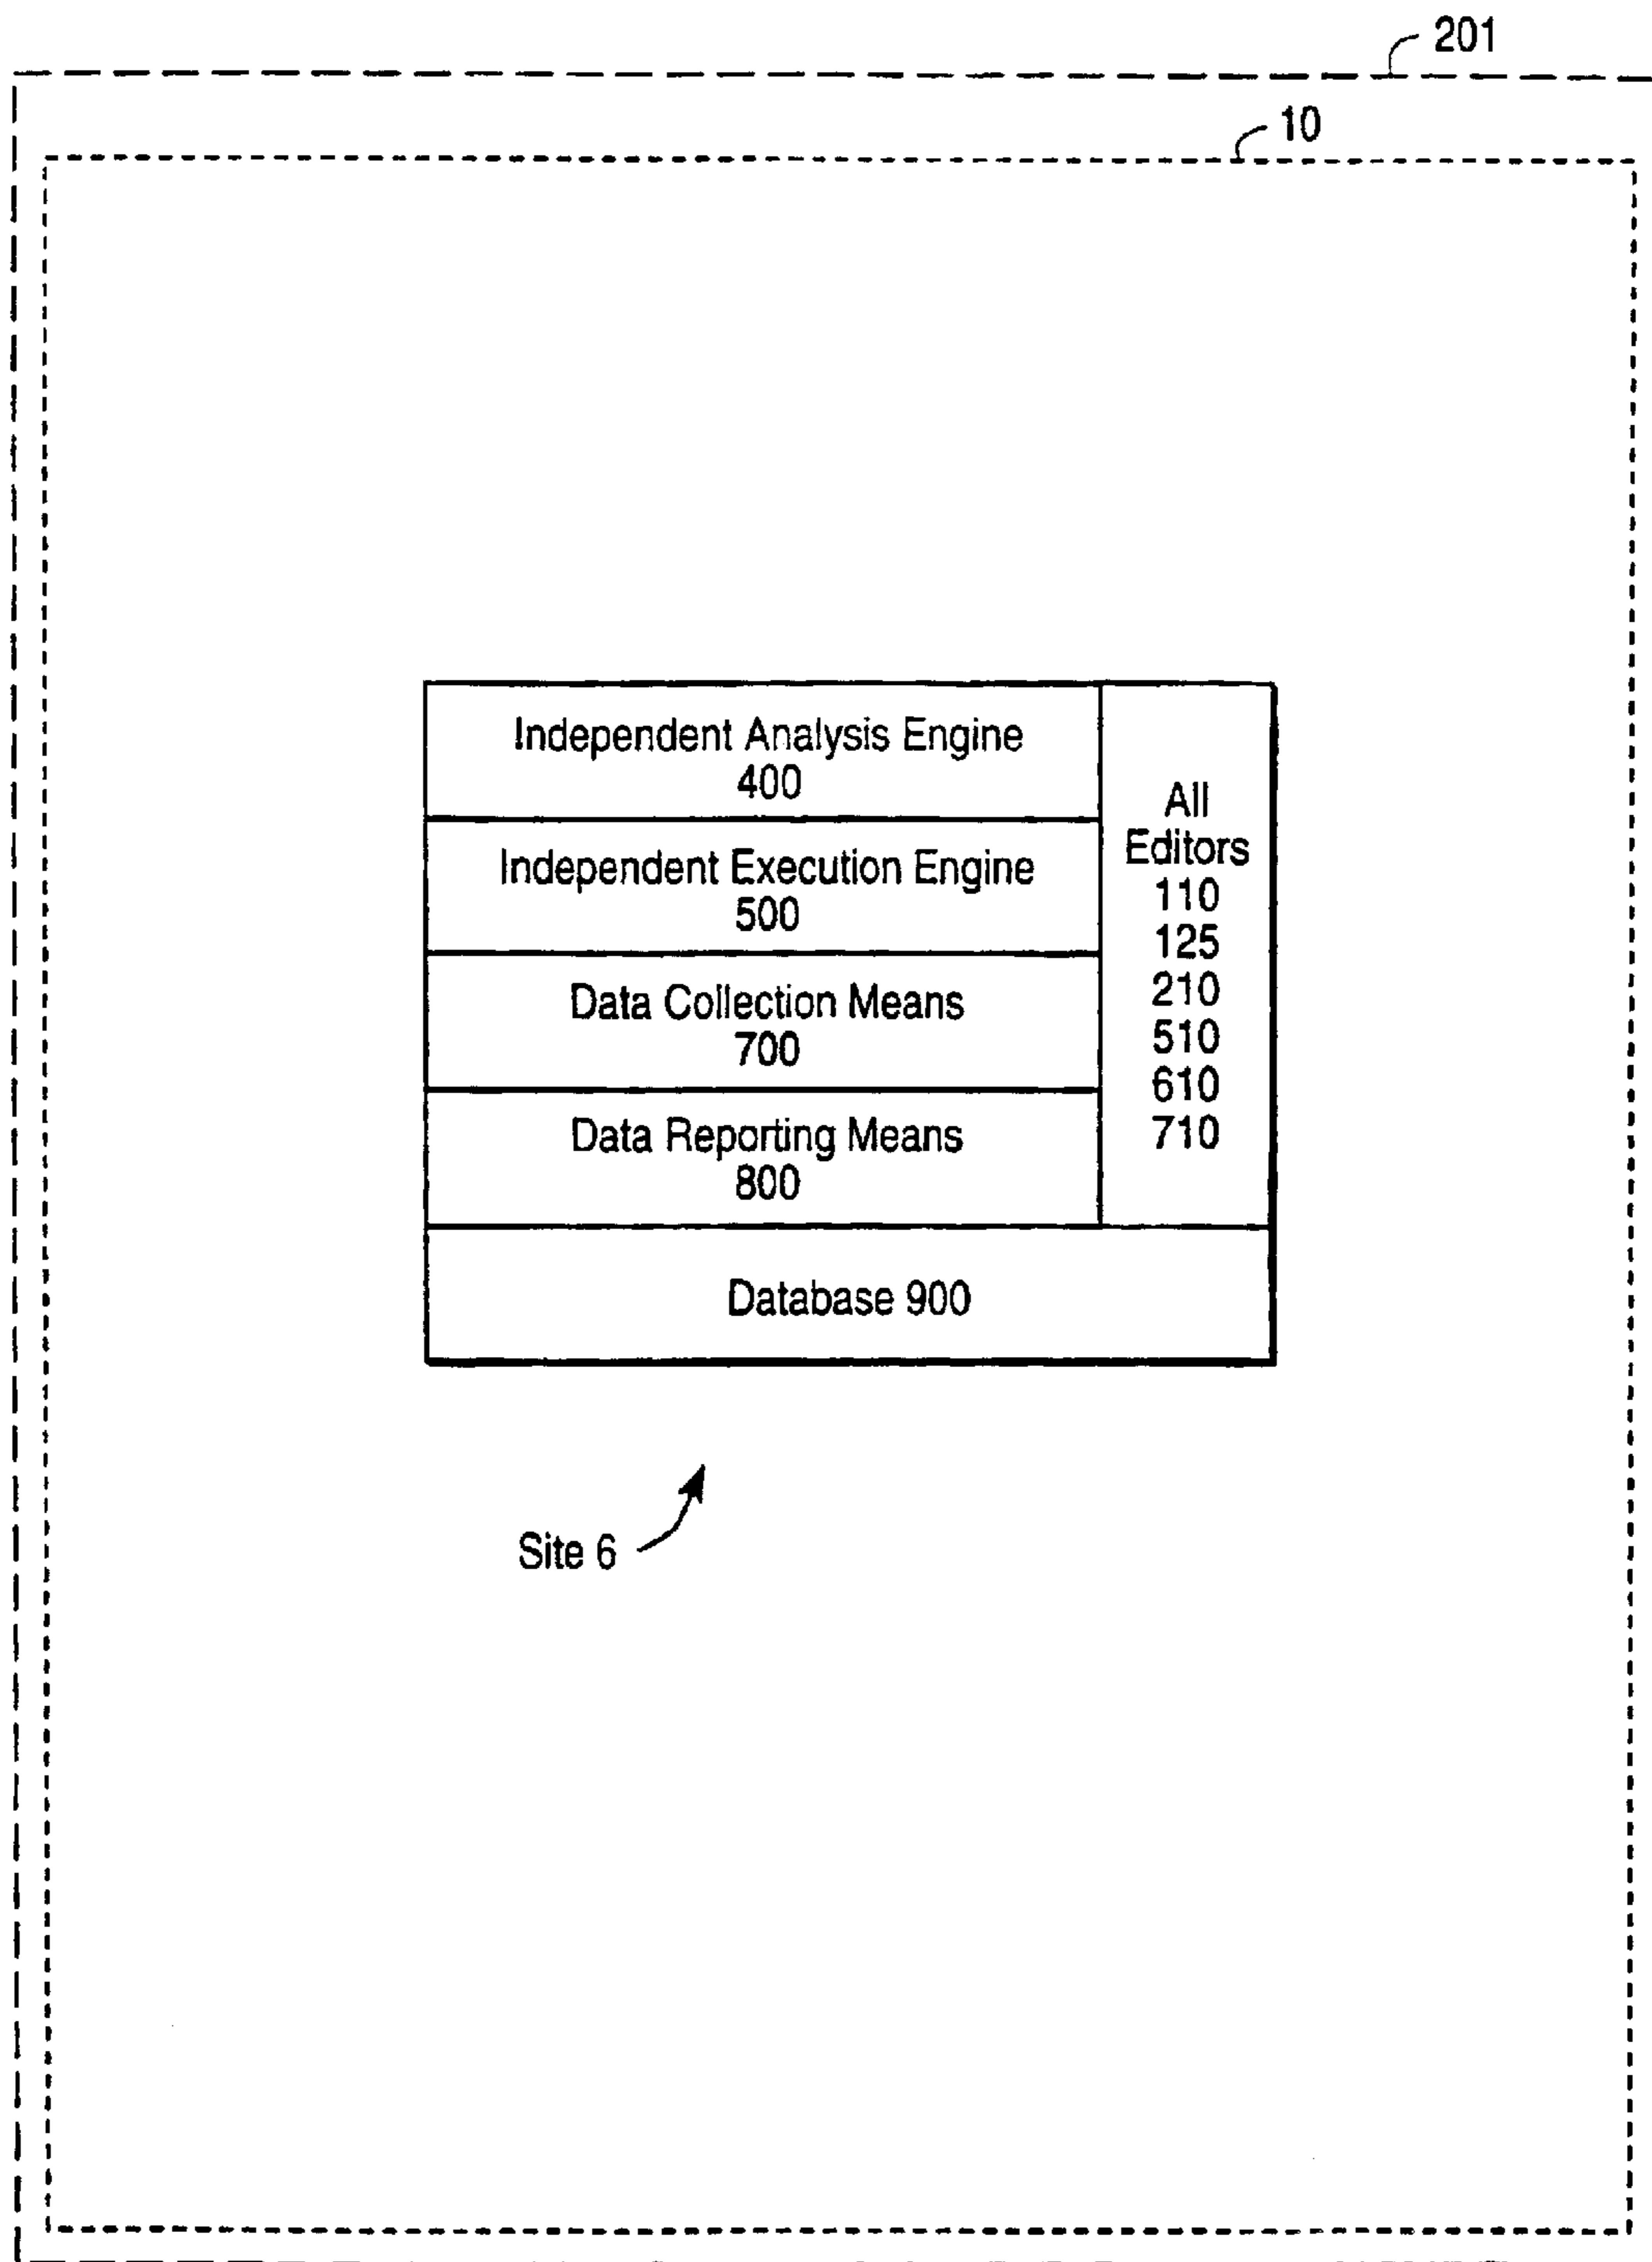 201
10
Independent Analysis Engine
400
Independent Execution Engine
500
Data Collection Means
700
Data Reporting Means
800
All
Editors
110
125
210
510
610
710
Database 900
Site 6